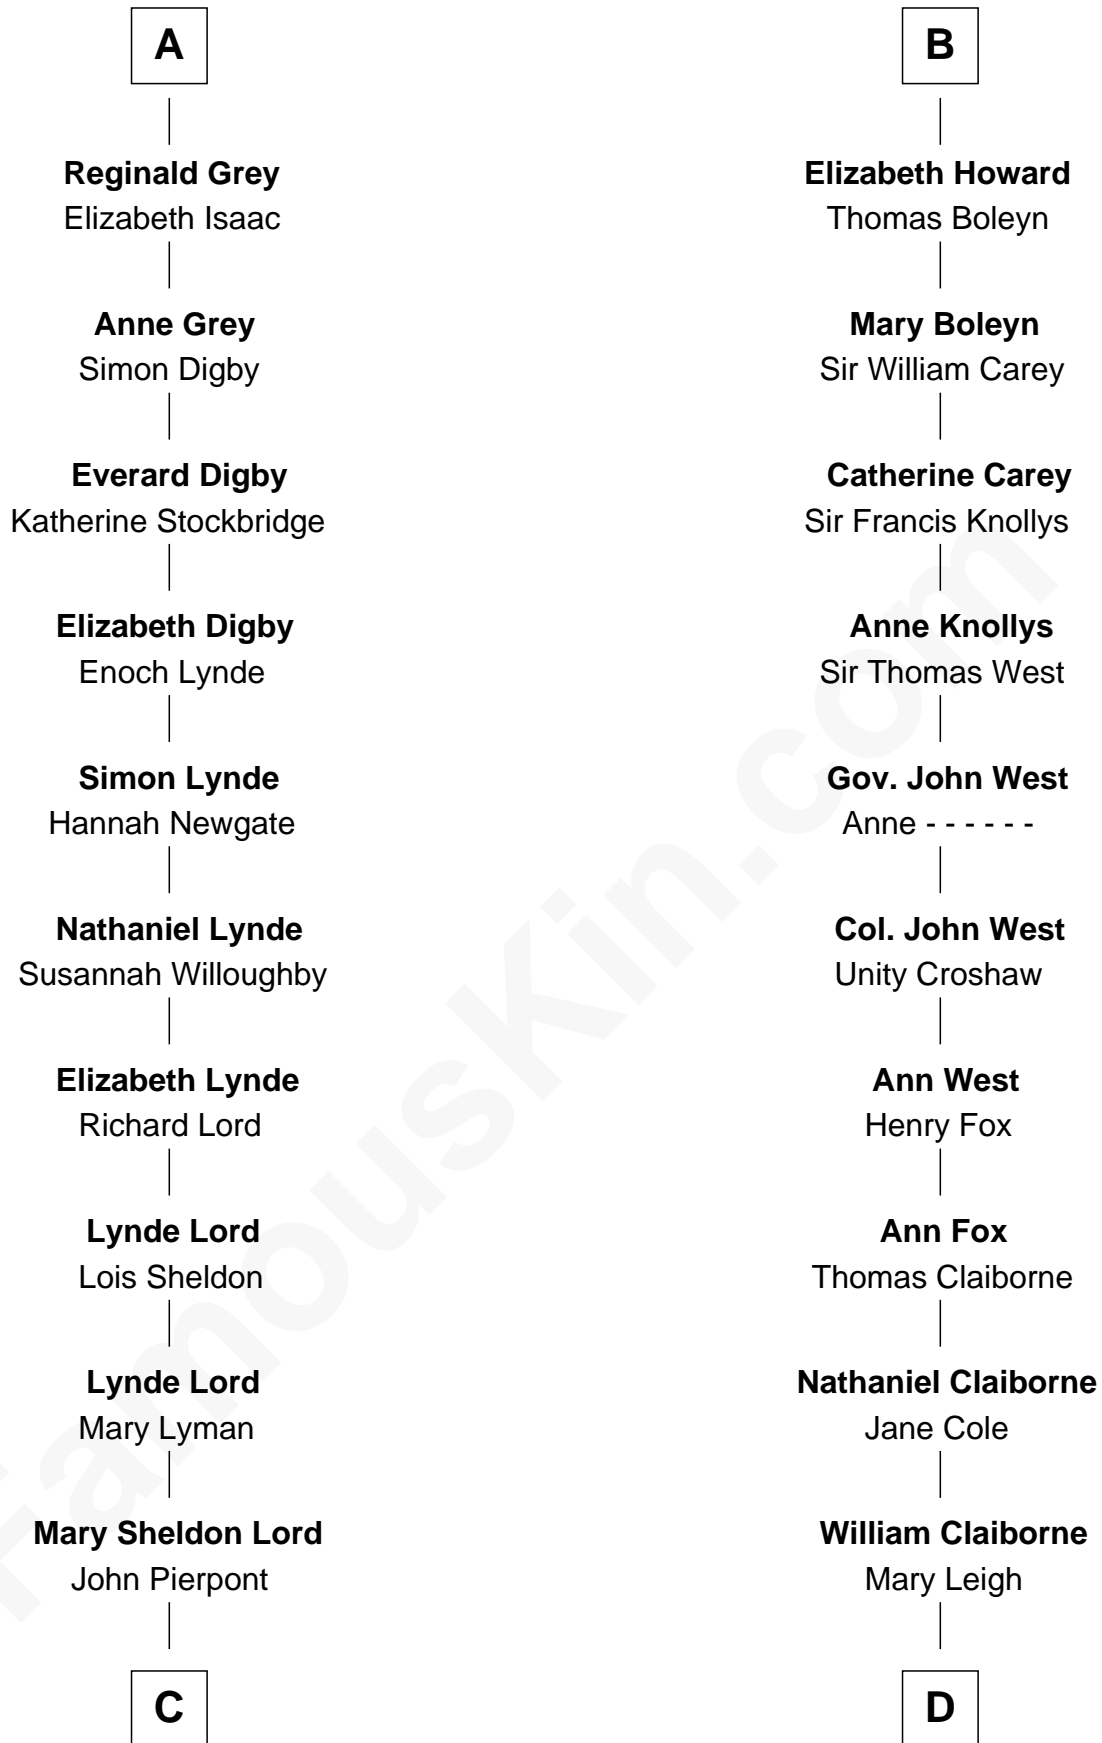 A
Reginald Grey
Elizabeth Isaac
Anne Grey
Simon Digby
Everard Digby
Katherine Stockbridge
Elizabeth Digby
Enoch Lynde
Simon Lynde
Hannah Newgate
Nathaniel Lynde
Susannah Willoughby
Elizabeth Lynde
Richard Lord
Lynde Lord
Lois Sheldon
Lynde Lord
Mary Lyman
Mary Sheldon Lord
John Pierpont
C
B
Elizabeth Howard
Thomas Boleyn
Mary Boleyn
Sir William Carey
Catherine Carey
Sir Francis Knollys
Anne Knollys
Sir Thomas West
Gov. John West
Anne - - - - - -
Col. John West
Unity Croshaw
Ann West
Henry Fox
Ann Fox
Thomas Claiborne
Nathaniel Claiborne
Jane Cole
William Claiborne
Mary Leigh
D
FamousKin.com